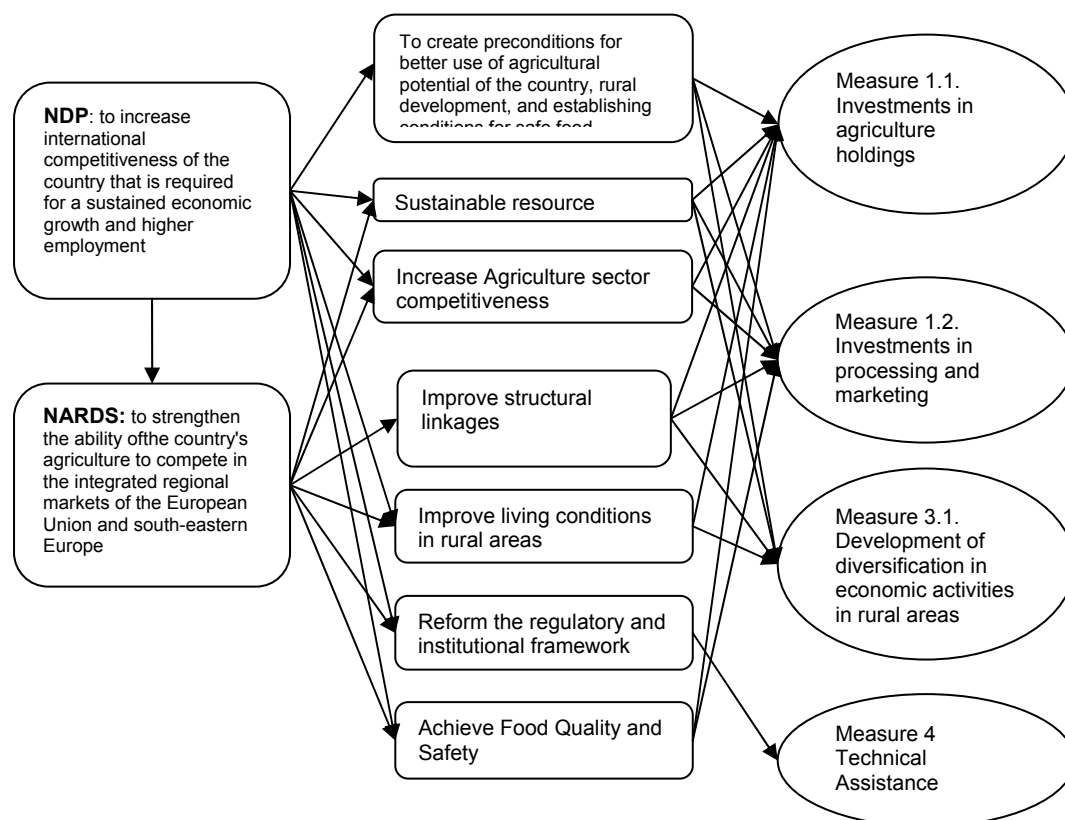 NDP: to increase
international
competitiveness of the
country that is required
for a sustained economic
growth and higher
employment
NARDS: to strengthen
the ability ofthe country's
agriculture to compete in
the integrated regional
markets of the European
Union and south-eastern
Europe
To create preconditions for
better use of agricultural
potential of the country, rural
development, and establishing
conditions for safe food
Sustainable resource
Increase Agriculture sector
competitiveness
Improve structural
linkages
Improve living conditions
in rural areas
Reform the regulatory and
institutional framework
Achieve Food Quality and
Safety
Measure 1.1.
Investments in
agriculture
holdings
Measure 1.2.
Investments in
processing and
marketing
Measure 3.1.
Development of
diversification in
economic activities
in rural areas
Measure 4
Technical
Assistance